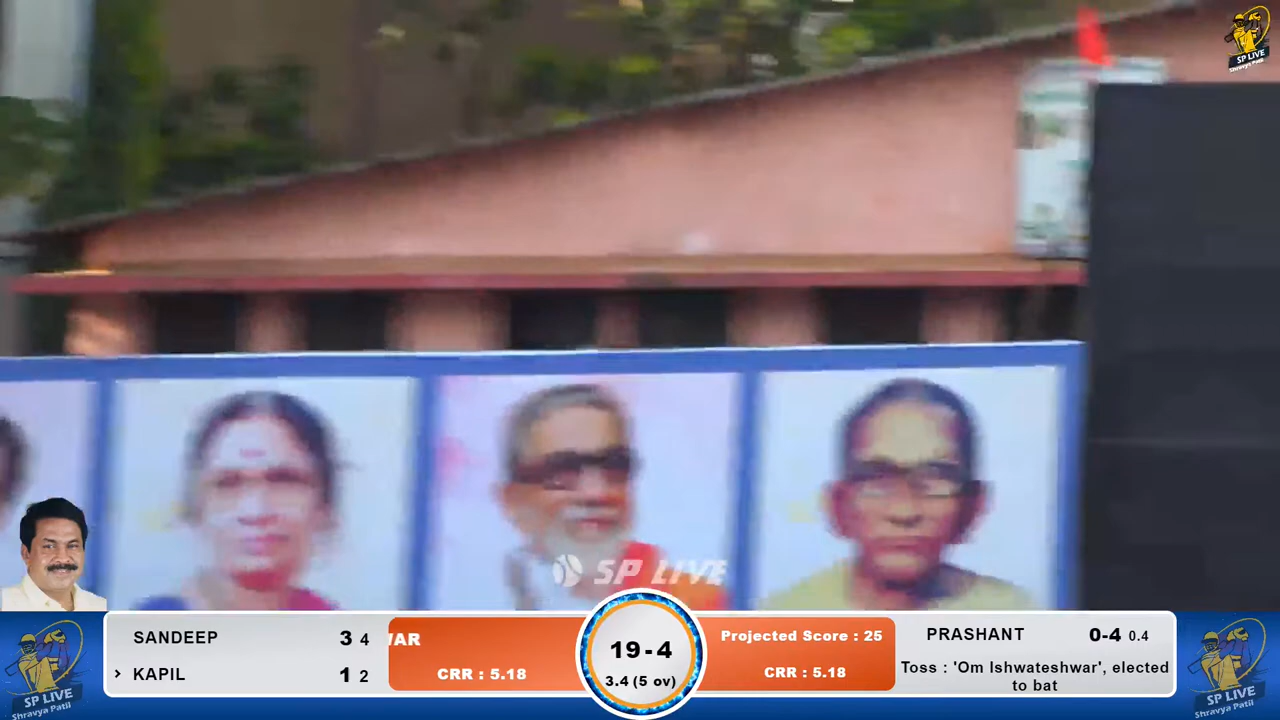 SP LIVE
Shravya Patil
SP LIVE
SANDEEP 3 4
KAPIL 1 2
WAR
CRR : 5.18
19-4
3.4 (5 ov)
Projected Score : 25
CRR : 5.18
PRASHANT 0-4 0.4
Toss : 'Om Ishwateshwar', elected
to bat
SP LIVE
Shravya Patil
SP LIVE
Shravya Patil